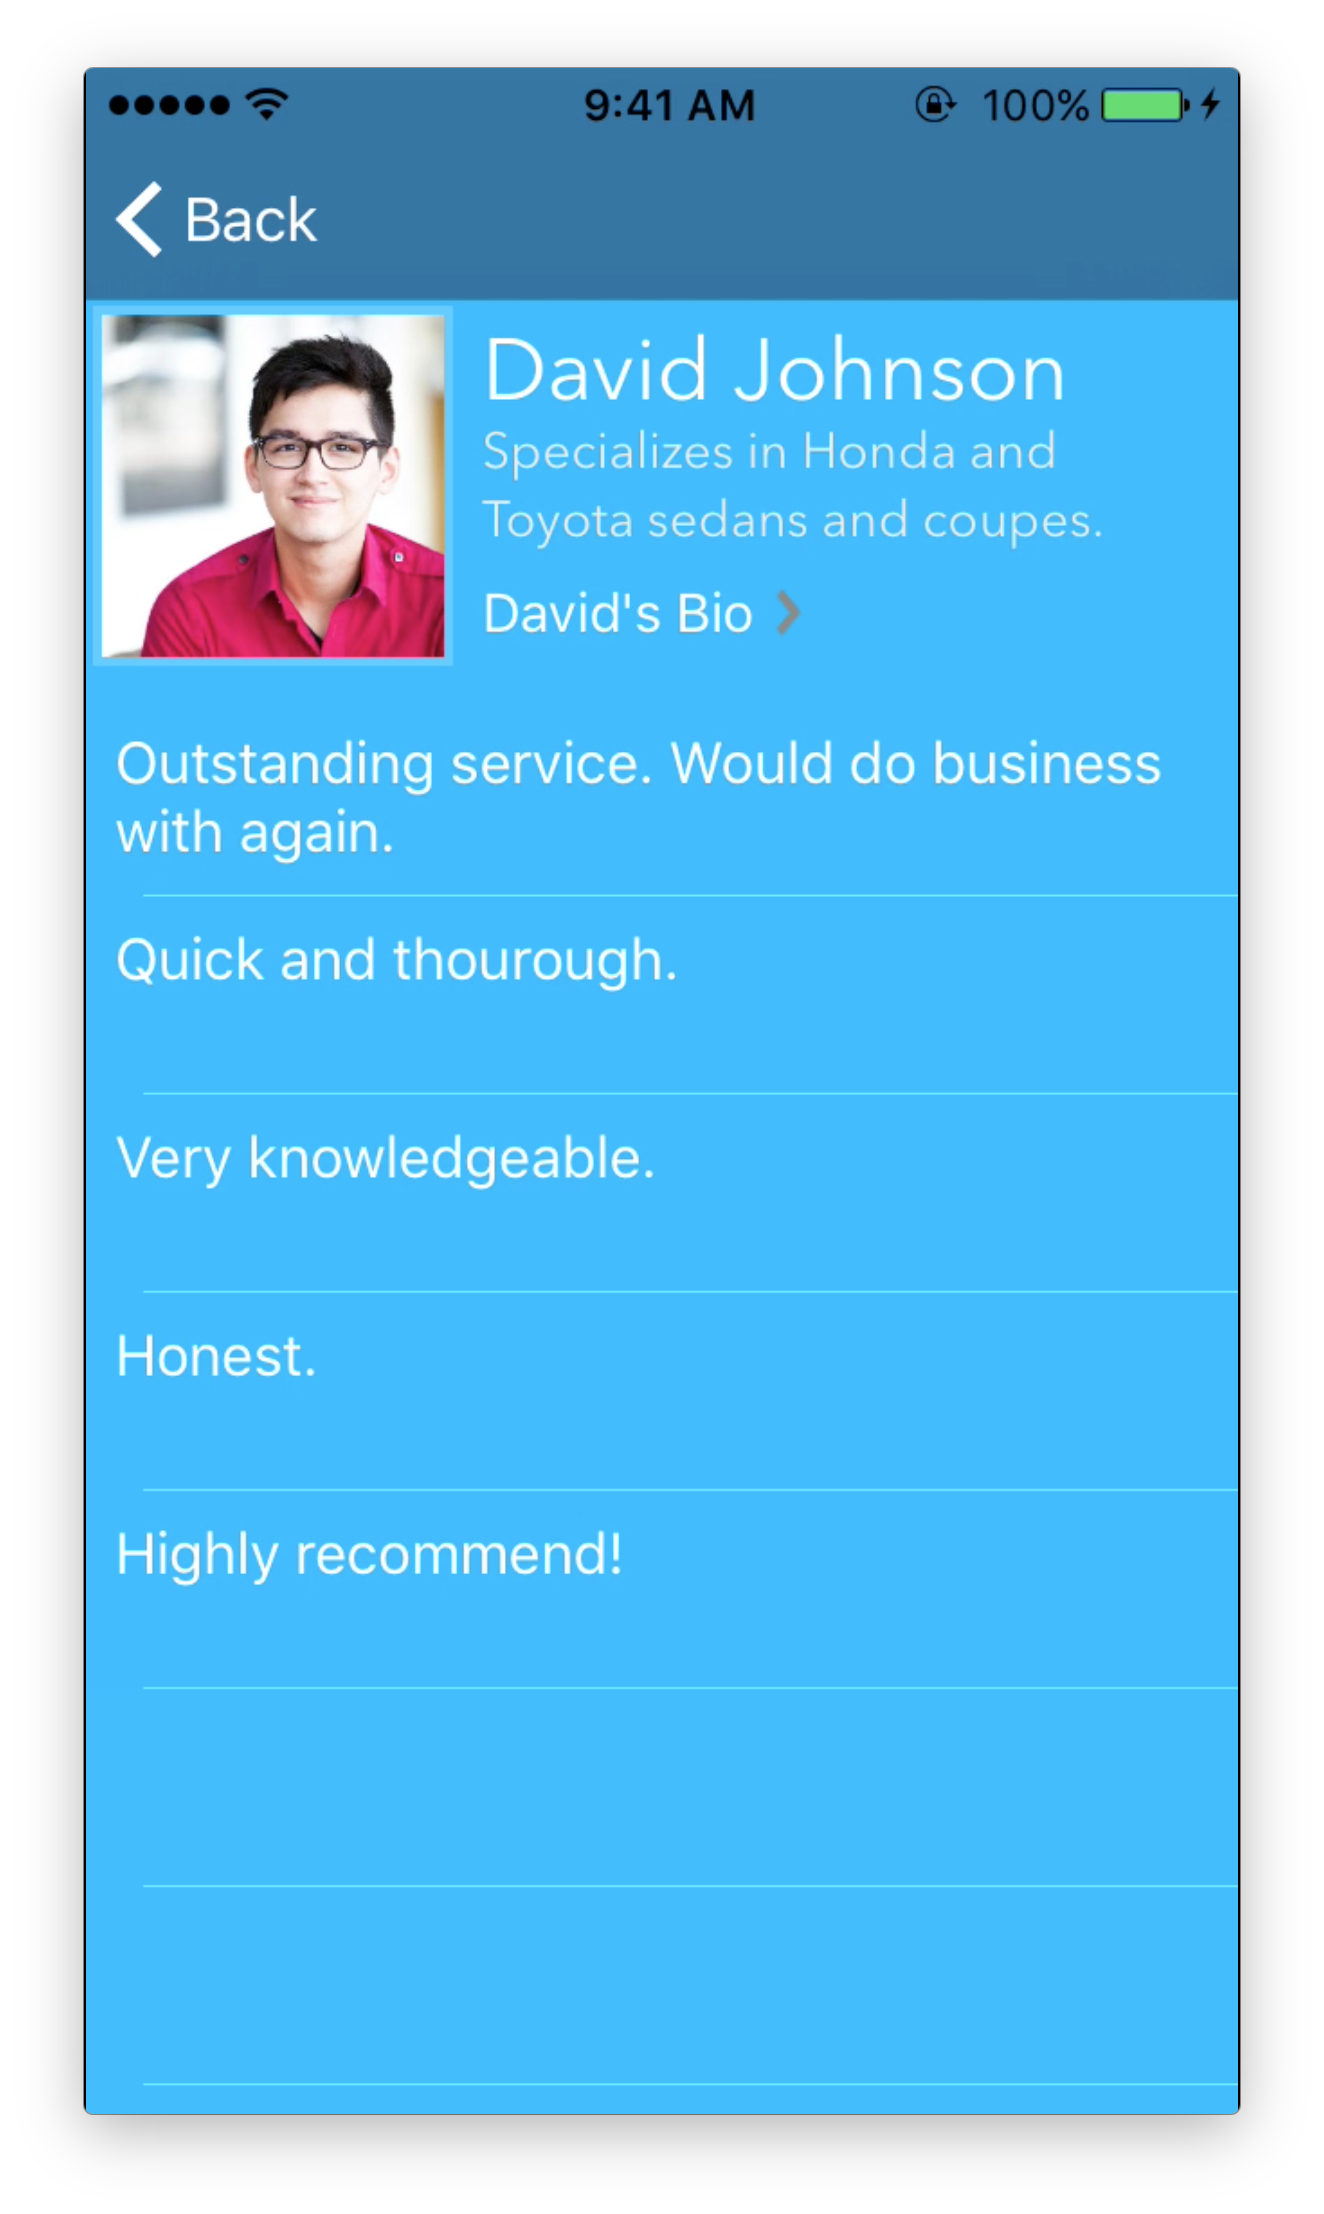 9:41 AM
100%
Back
David Johnson
Specializes in Honda and
Toyota sedans and coupes.
David's Bio
Outstanding service. Would do business
with again.
Quick and thourough.
Very knowledgeable.
Honest.
Highly recommend!